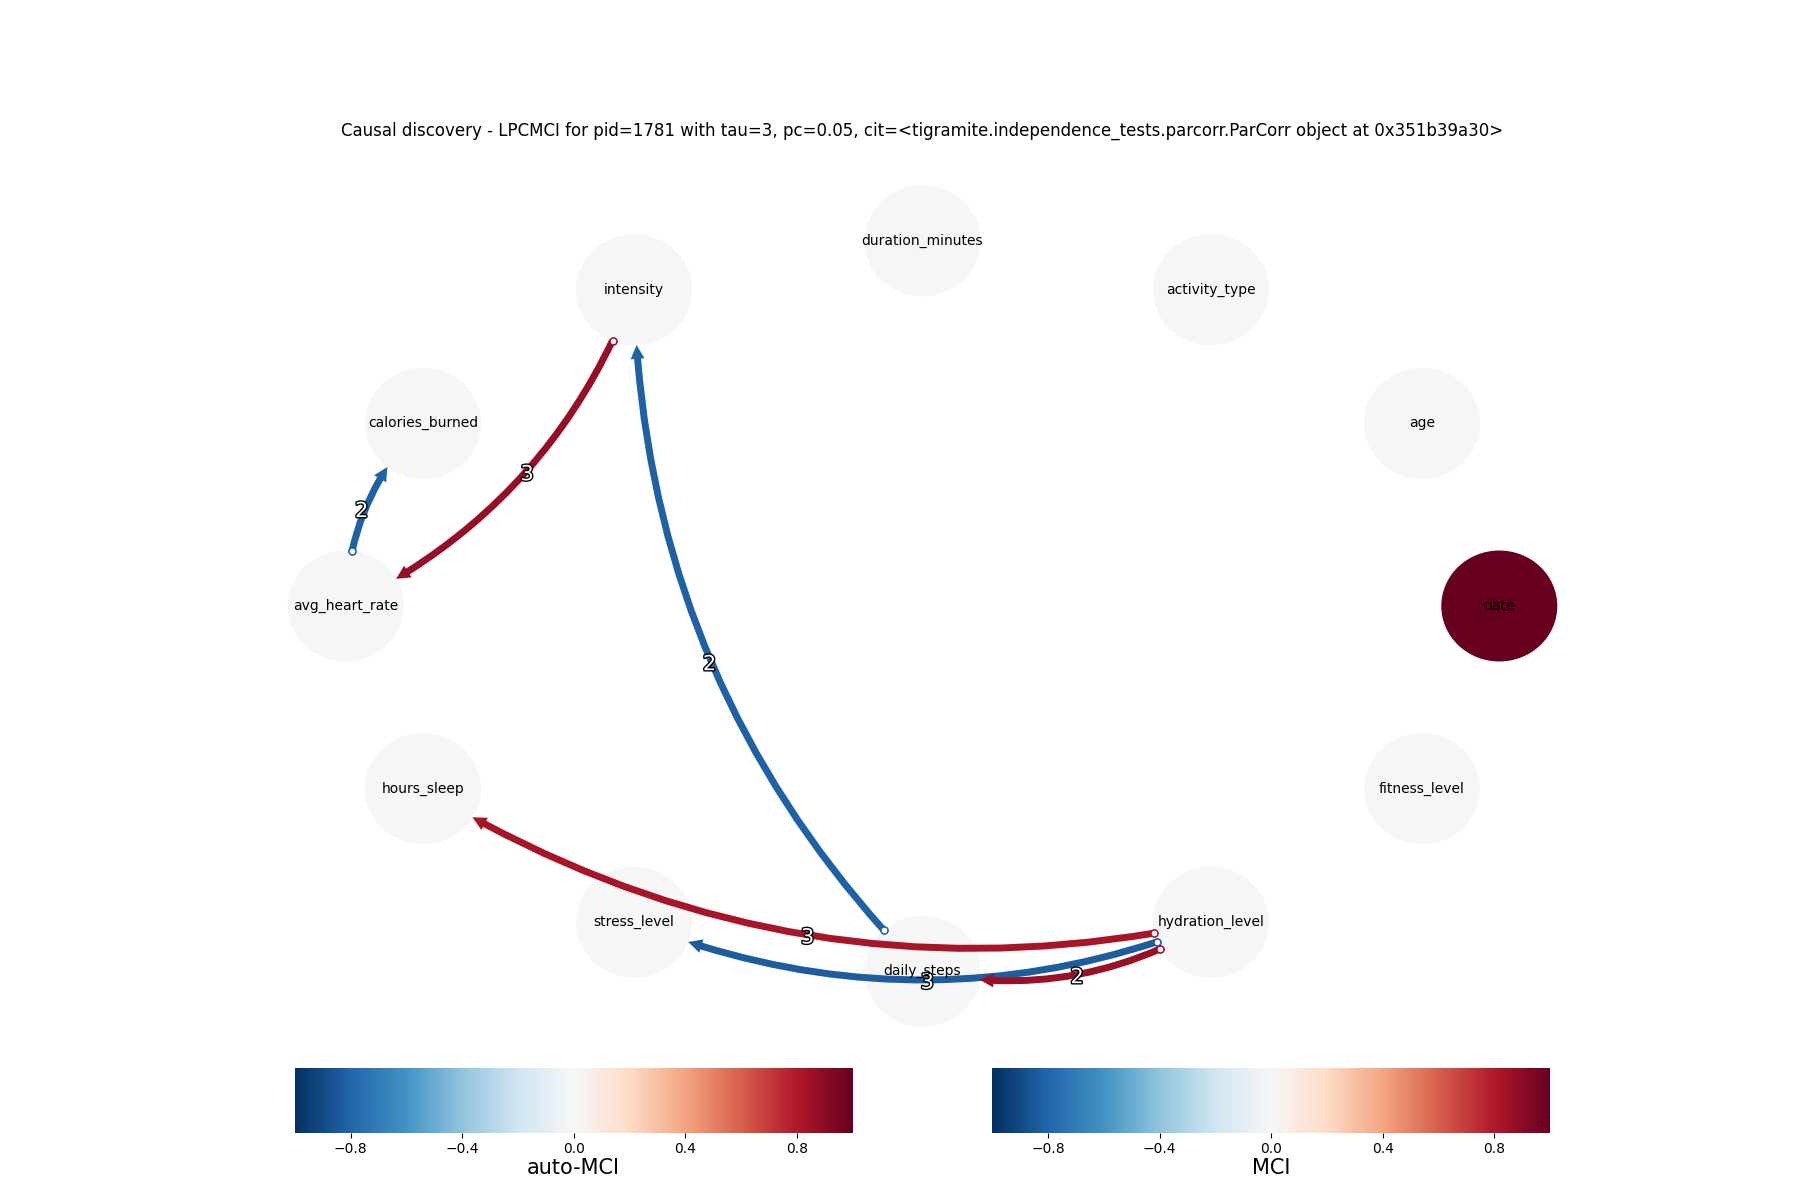 Causal discovery - LPCMCI for pid=1781 with tau=3, pc=0.05, cit=<tigramite.independence_tests.parcorr.ParCorr object at 0x351b39a30>
duration_minutes
intensity
activity_type
calories_burned
age
3
2
avg_heart_rate
date
2
hours_sleep
fitness_level
stress_level
hydration_level
3
daily_steps
2
3
−0.8 −0.4 0.0 0.4 0.8
auto-MCI
−0.8 −0.4 0.0 0.4 0.8
MCI